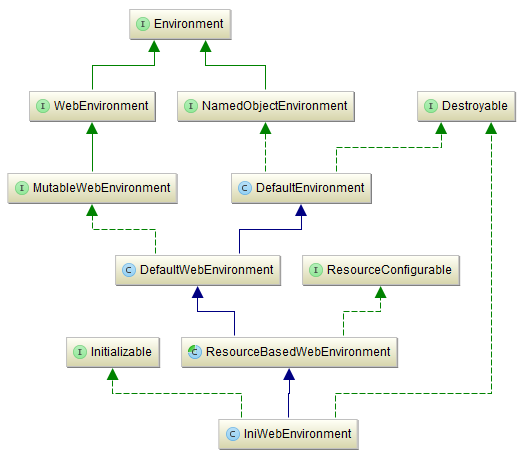 I Environment
I WebEnvironment
I NamedObjectEnvironment
I Destroyable
I MutableWebEnvironment
C DefaultEnvironment
C DefaultWebEnvironment
I ResourceConfigurable
I Initializable
C ResourceBasedWebEnvironment
C IniWebEnvironment